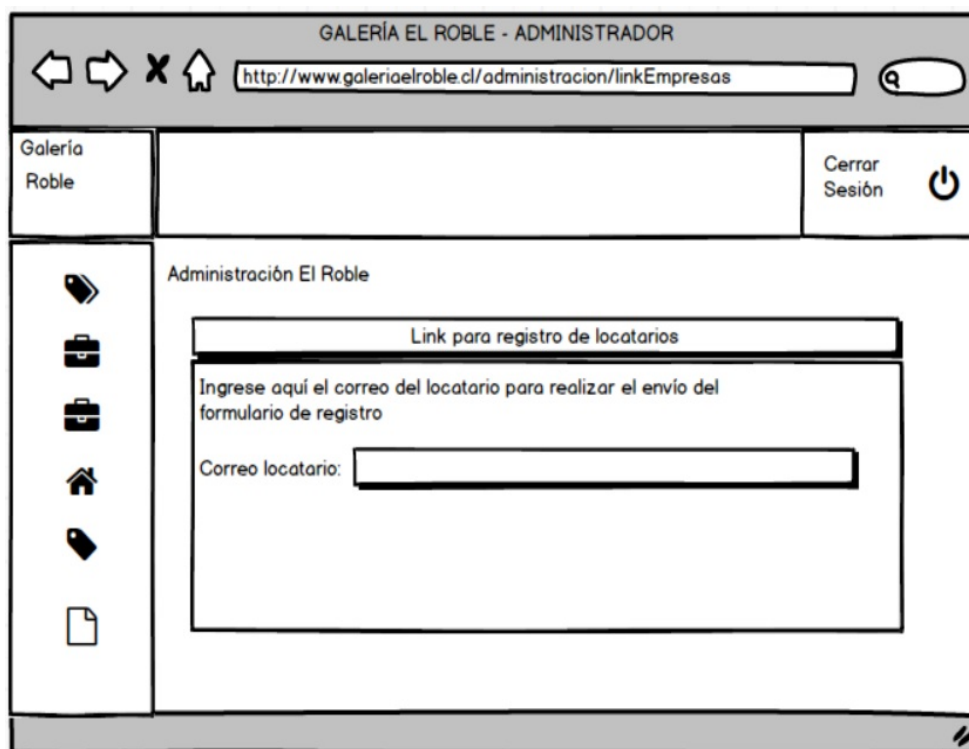 GALERÍA EL ROBLE - ADMINISTRADOR
http://www.galeriaelroble.cl/administracion/linkEmpresas
Galería
Roble
Cerrar
Sesión
Administración El Roble
Link para registro de locatarios
Ingrese aquí el correo del locatario para realizar el envío del
formulario de registro
Correo locatario: